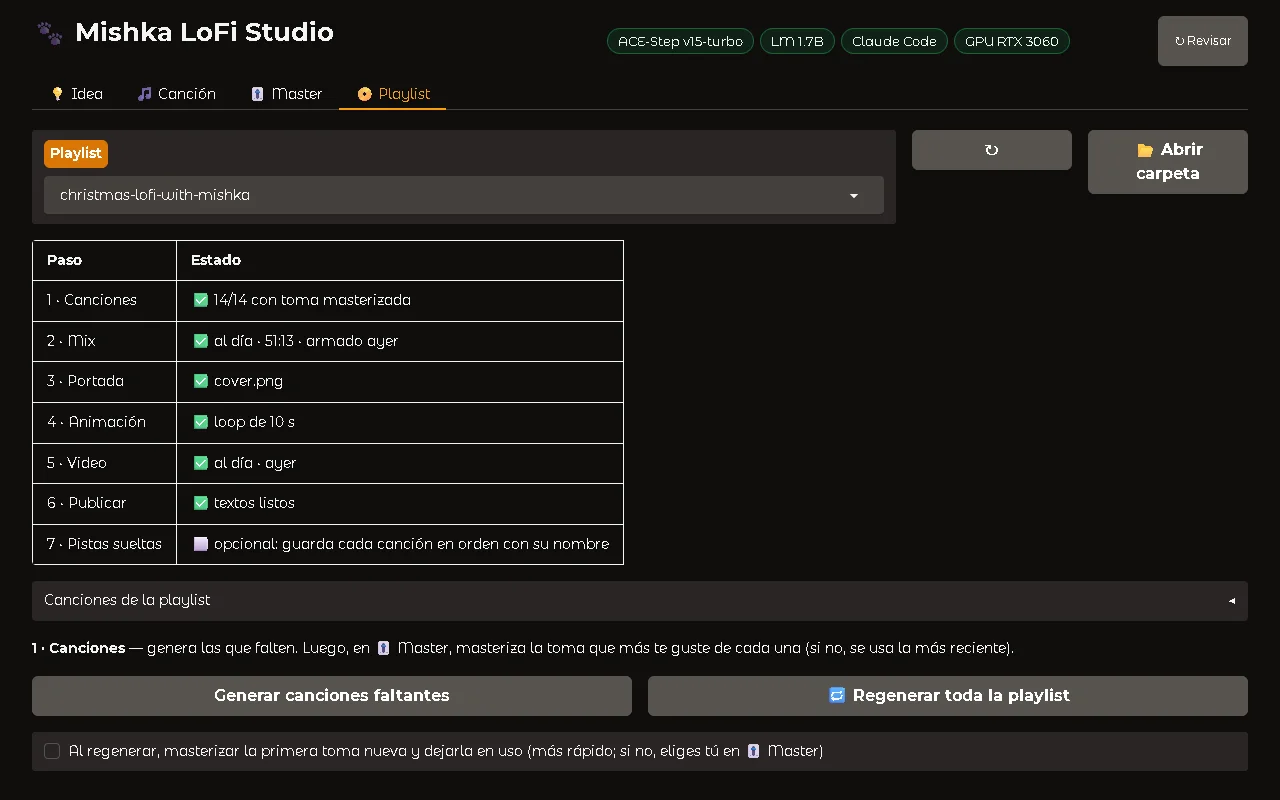 Mishka LoFi Studio
ACE-Step v15-turbo
LM 1.7B
Claude Code
GPU RTX 3060
↻ Revisar
Idea
Canción
Master
Playlist
Playlist
christmas-lofi-with-mishka
↻
Abrir
carpeta
Paso Estado
1 · Canciones ✅ 14/14 con toma masterizada
2 · Mix ✅ al día · 51:13 · armado ayer
3 · Portada ✅ cover.png
4 · Animación ✅ loop de 10 s
5 · Video ✅ al día · ayer
6 · Publicar ✅ textos listos
7 · Pistas sueltas ⬜ opcional: guarda cada canción en orden con su nombre
Canciones de la playlist
1 · Canciones — genera las que falten. Luego, en Master, masteriza la toma que más te guste de cada una (si no, se usa la más reciente).
Generar canciones faltantes
🔁 Regenerar toda la playlist
Al regenerar, masterizar la primera toma nueva y dejarla en uso (más rápido; si no, eliges tú en Master)